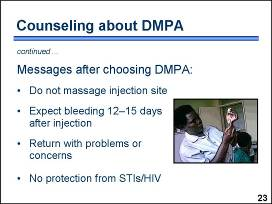 Counseling about DMPA
continued ...
Messages after choosing DMPA:
• Do not massage injection site
• Expect bleeding 12–15 days
after injection
• Return with problems or
concerns
• No protection from STIs/HIV
23